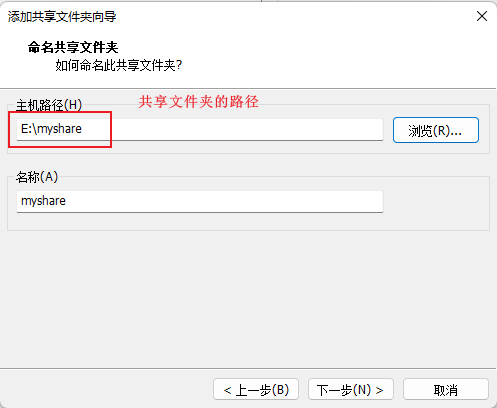 添加共享文件夹向导
命名共享文件夹
如何命名此共享文件夹?
主机路径(H)
共享文件夹的路径
E:\myshare
浏览(R)...
名称(A)
myshare
< 上一步(B)
下一步(N) >
取消